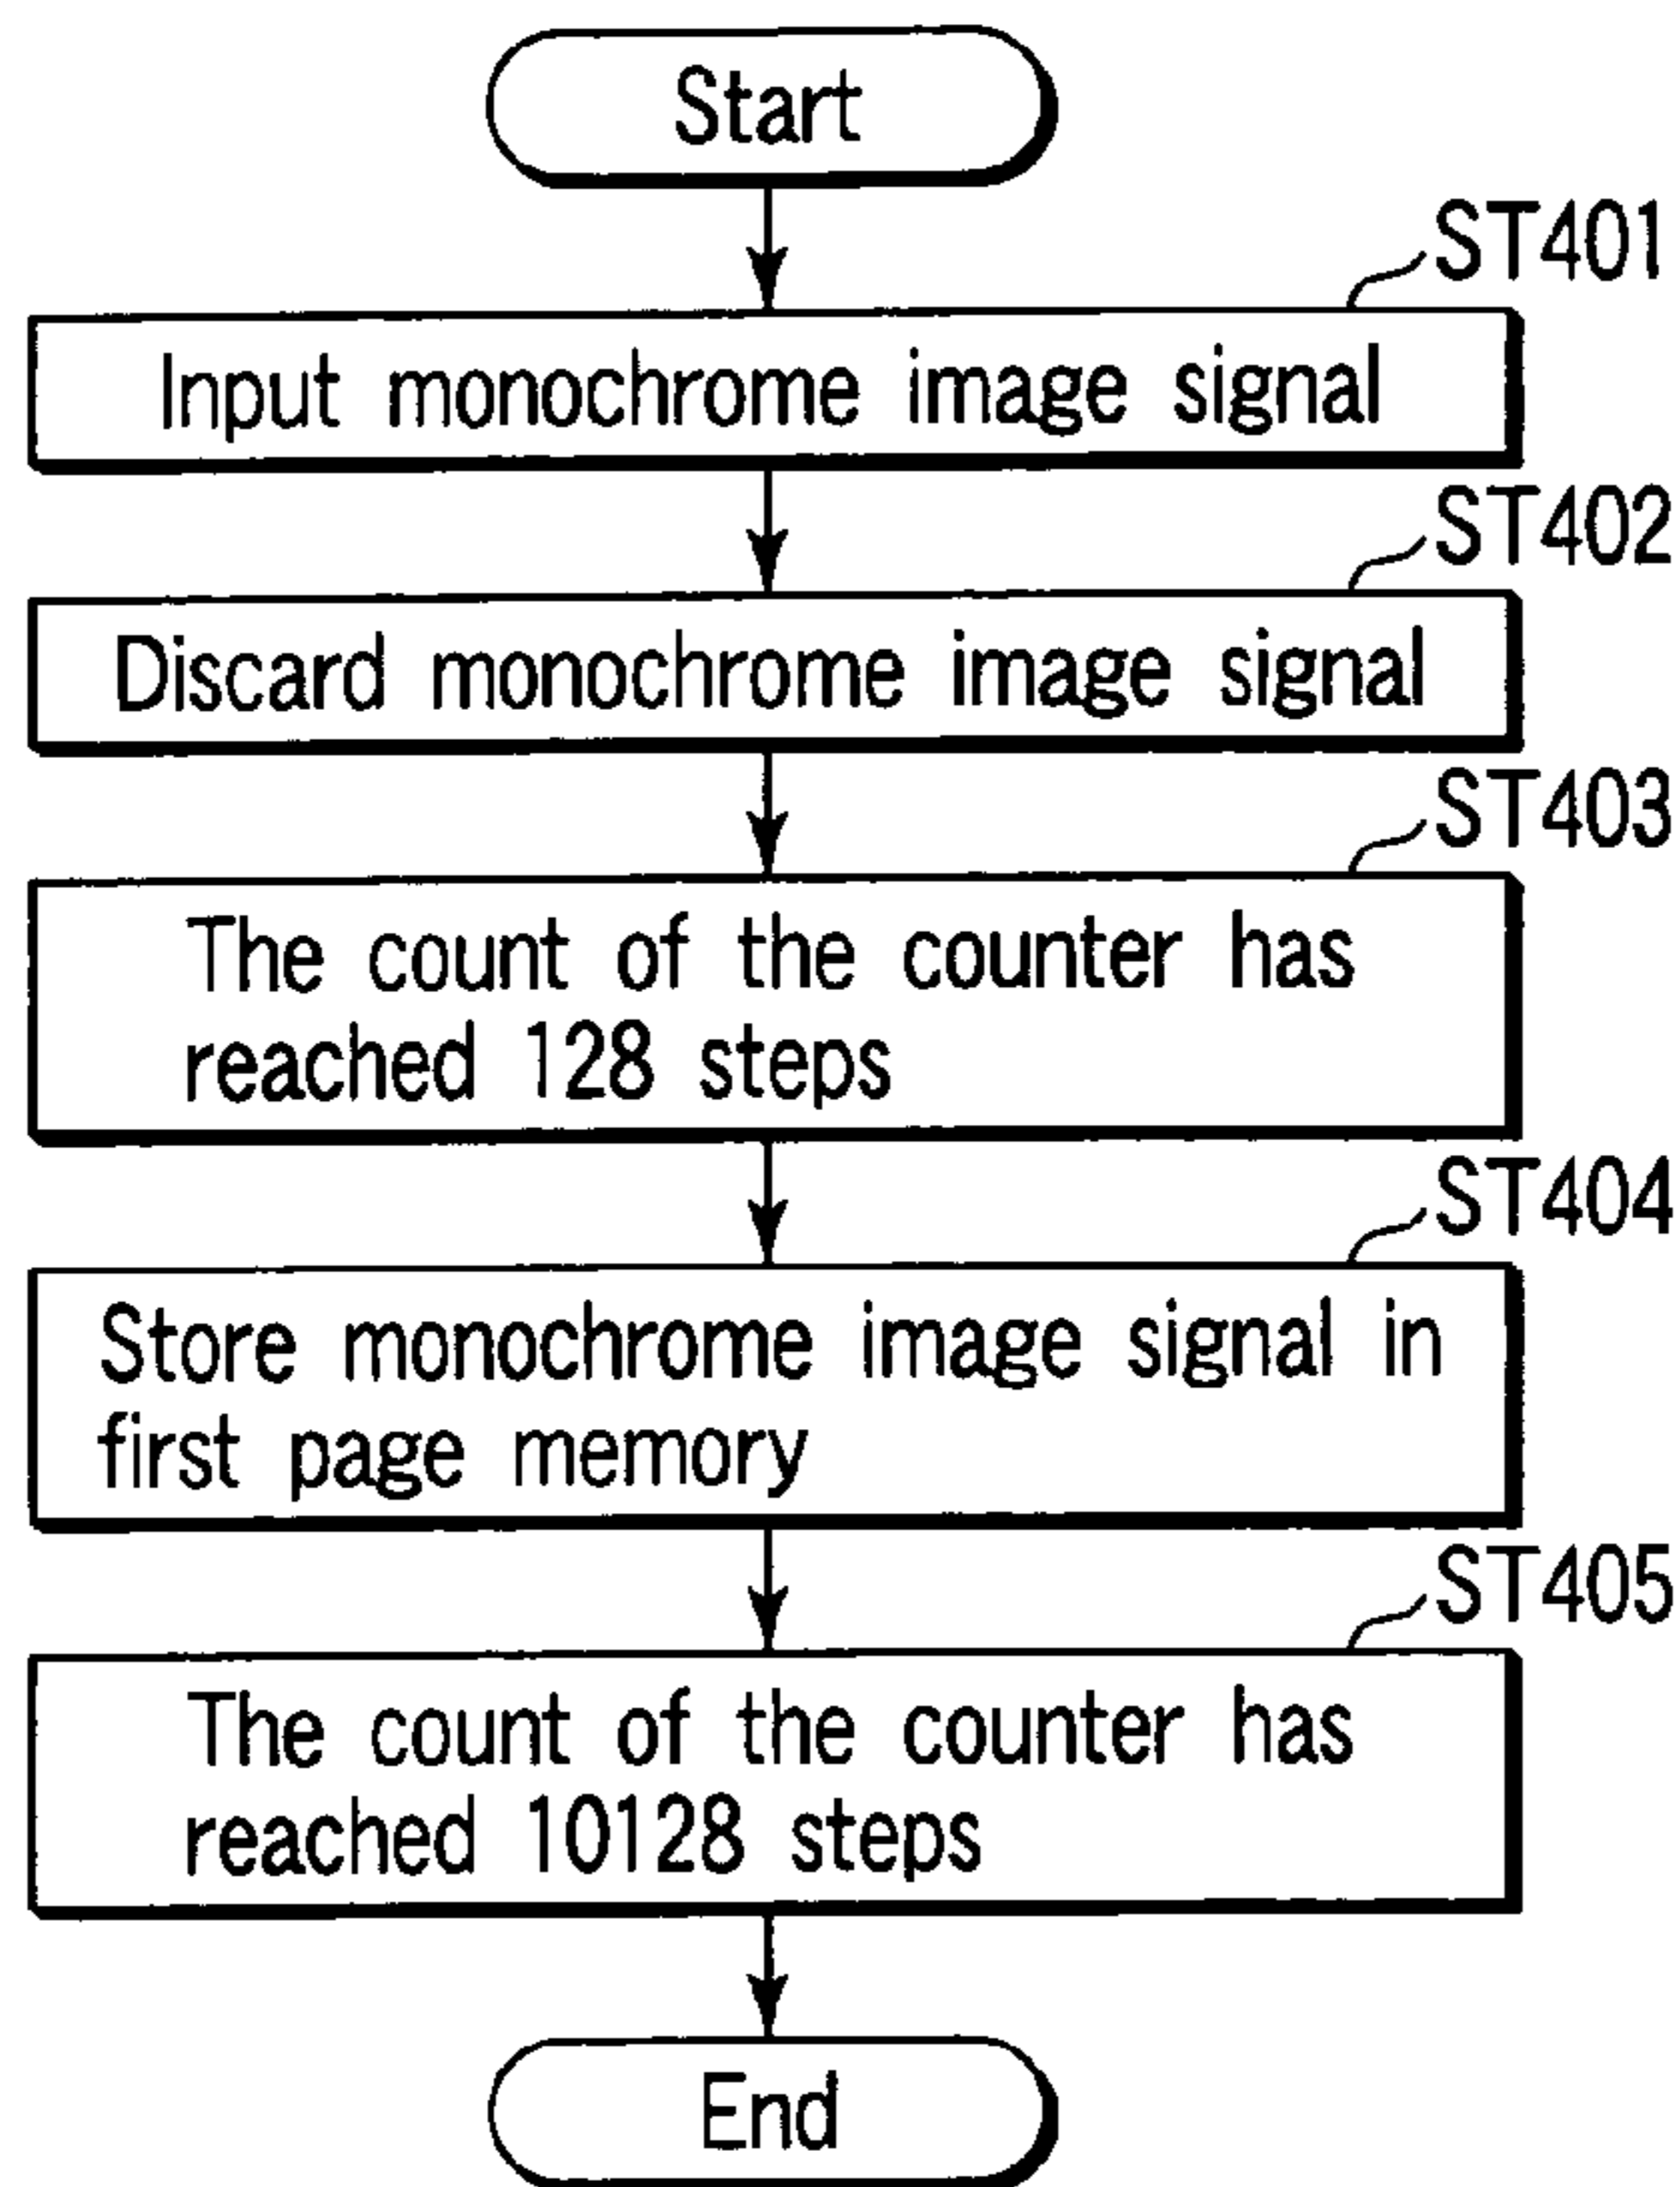 Start
ST401
Input monochrome image signal
ST402
Discard monochrome image signal
ST403
The count of the counter has
reached 128 steps
ST404
Store monochrome image signal in
first page memory
ST405
The count of the counter has
reached 10128 steps
End